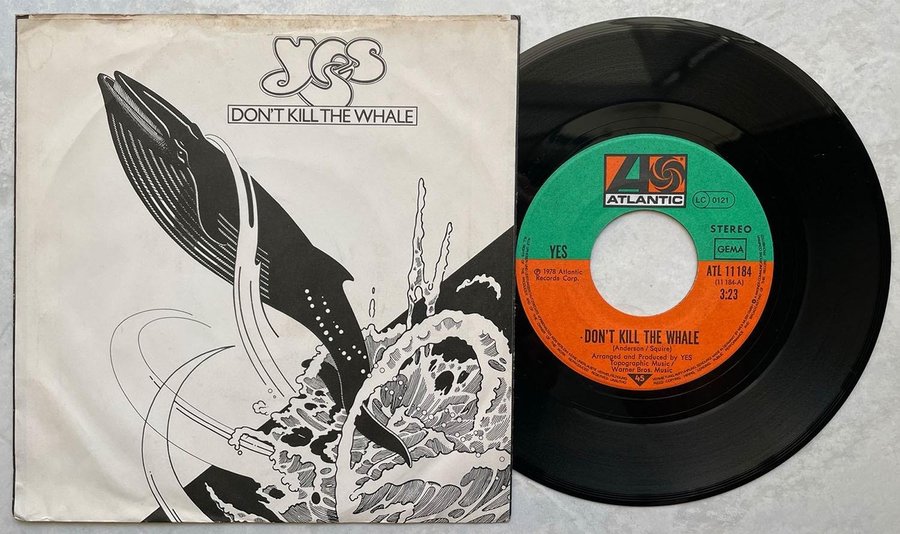 YES
DON'T KILL THE WHALE
ATLANTIC
LC 0121
STEREO
GEMA
YES
ATL 11 184
℗ 1978 Atlantic
Records Corp.
(11 184-A)
3:23
DON'T KILL THE WHALE
(Anderson / Squire)
Arranged and Produced by YES
Topographic Music/
Warner Bros. Music
45